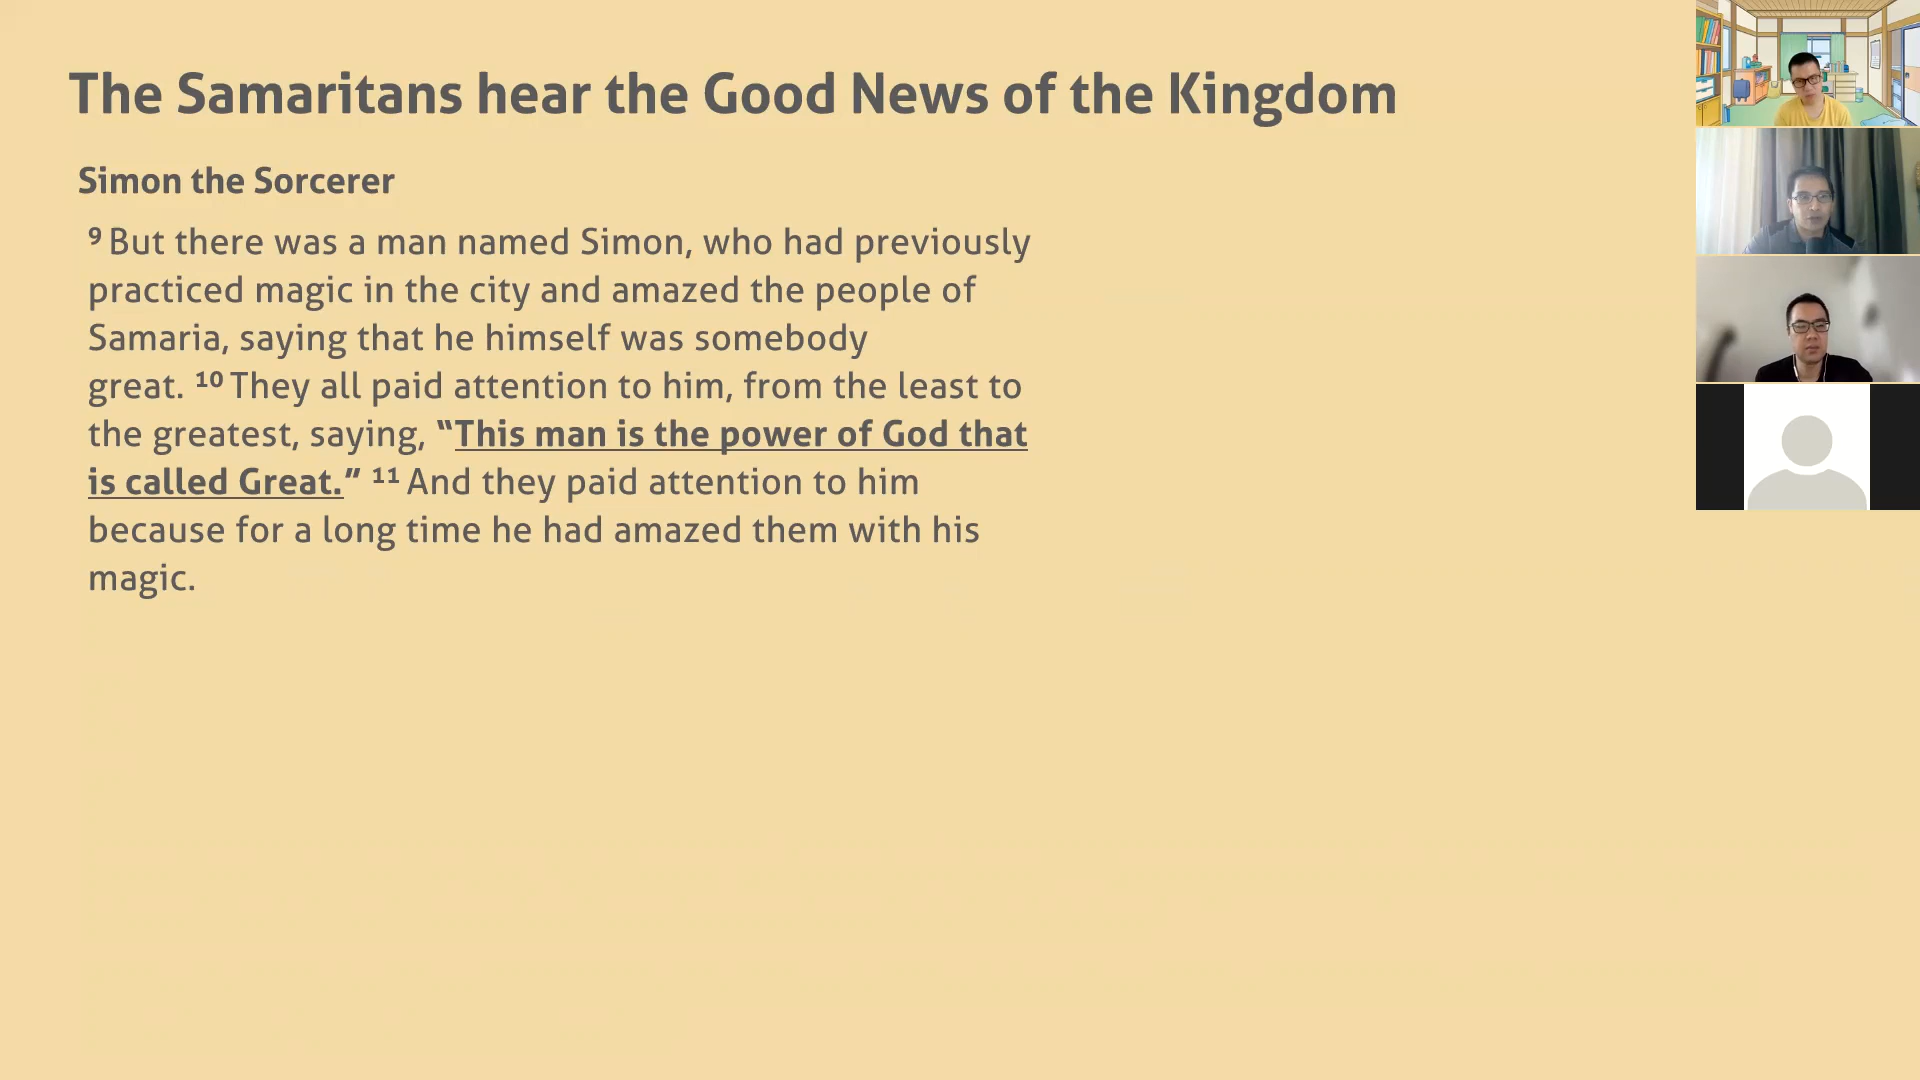 The Samaritans hear the Good News of the Kingdom
Simon the Sorcerer
⁹ But there was a man named Simon, who had previously
practiced magic in the city and amazed the people of
Samaria, saying that he himself was somebody
great. ¹⁰ They all paid attention to him, from the least to
the greatest, saying, “This man is the power of God that
is called Great.” ¹¹ And they paid attention to him
because for a long time he had amazed them with his
magic.